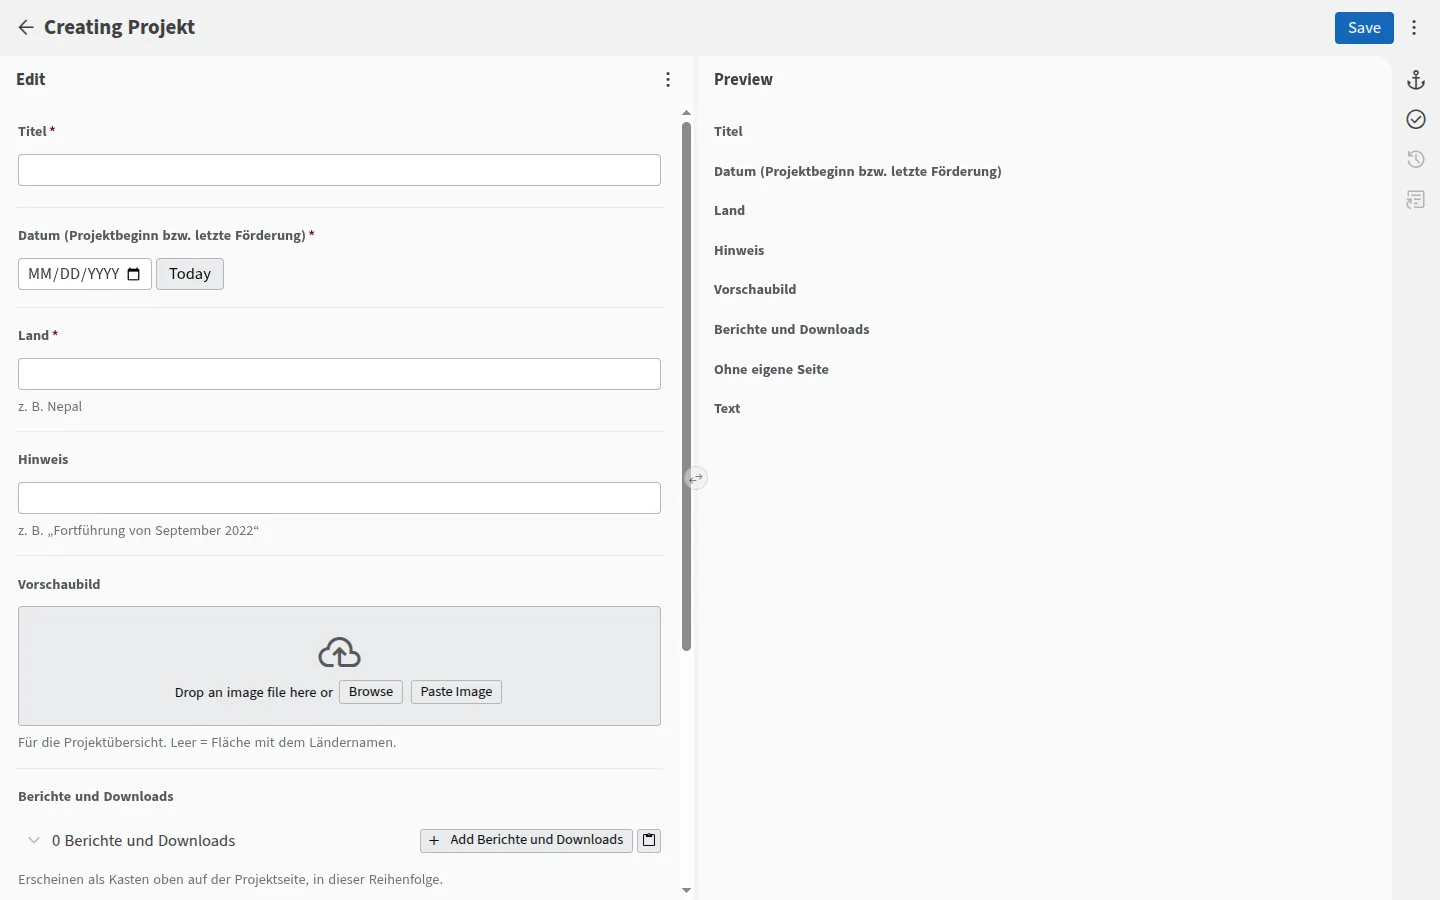 Creating Projekt
Save
Edit
Titel *
Datum (Projektbeginn bzw. letzte Förderung) *
MM/DD/YYYY
Today
Land *
z. B. Nepal
Hinweis
z. B. „Fortführung von September 2022“
Vorschaubild
Drop an image file here or Browse Paste Image
Für die Projektübersicht. Leer = Fläche mit dem Ländernamen.
Berichte und Downloads
0 Berichte und Downloads
Add Berichte und Downloads
Erscheinen als Kasten oben auf der Projektseite, in dieser Reihenfolge.
Preview
Titel
Datum (Projektbeginn bzw. letzte Förderung)
Land
Hinweis
Vorschaubild
Berichte und Downloads
Ohne eigene Seite
Text